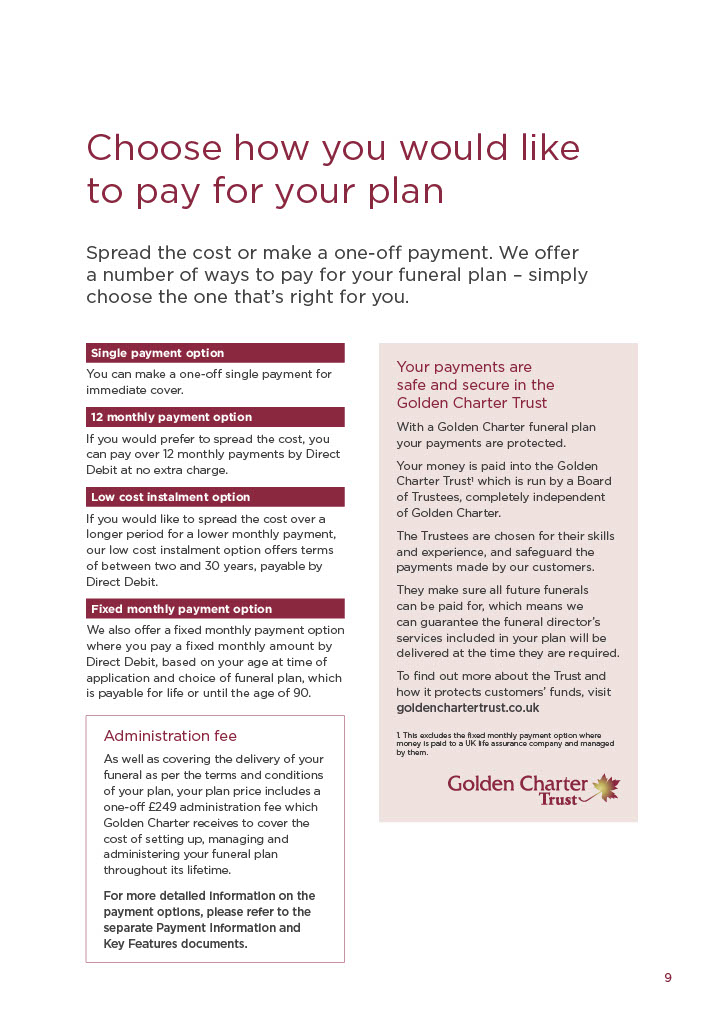 Choose how you would like
to pay for your plan
Spread the cost or make a one-off payment. We offer
a number of ways to pay for your funeral plan – simply
choose the one that's right for you.
Single payment option
You can make a one-off single payment for
immediate cover.
12 monthly payment option
If you would prefer to spread the cost, you
can pay over 12 monthly payments by Direct
Debit at no extra charge.
Low cost instalment option
If you would like to spread the cost over a
longer period for a lower monthly payment,
our low cost instalment option offers terms
of between two and 30 years, payable by
Direct Debit.
Fixed monthly payment option
We also offer a fixed monthly payment option
where you pay a fixed monthly amount by
Direct Debit, based on your age at time of
application and choice of funeral plan, which
is payable for life or until the age of 90.
Administration fee
As well as covering the delivery of your
funeral as per the terms and conditions
of your plan, your plan price includes a
one-off £249 administration fee which
Golden Charter receives to cover the
cost of setting up, managing and
administering your funeral plan
throughout its lifetime.
For more detailed information on the
payment options, please refer to the
separate Payment Information and
Key Features documents.
Your payments are
safe and secure in the
Golden Charter Trust
With a Golden Charter funeral plan
your payments are protected.
Your money is paid into the Golden
Charter Trust¹ which is run by a Board
of Trustees, completely independent
of Golden Charter.
The Trustees are chosen for their skills
and experience, and safeguard the
payments made by our customers.
They make sure all future funerals
can be paid for, which means we
can guarantee the funeral director's
services included in your plan will be
delivered at the time they are required.
To find out more about the Trust and
how it protects customers' funds, visit
goldenchartertrust.co.uk
1. This excludes the fixed monthly payment option where
money is paid to a UK life assurance company and managed
by them.
Golden Charter
Trust
9